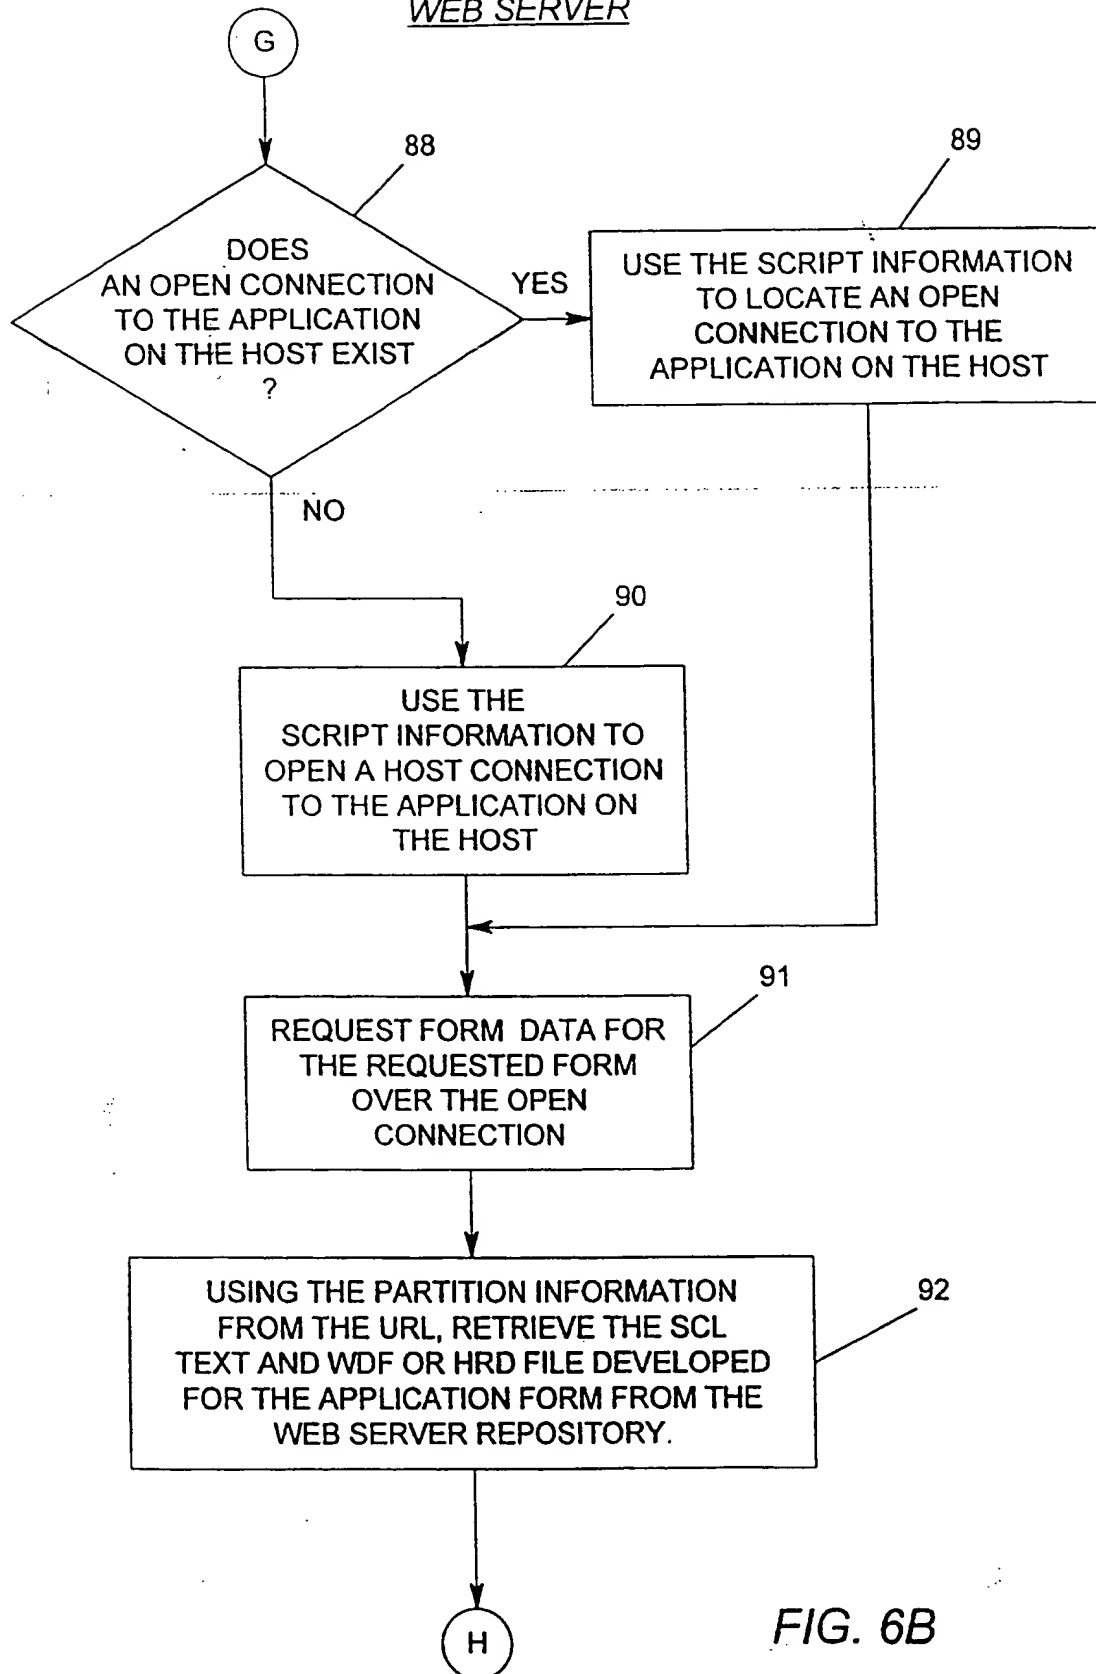 WEB SERVER
G
88
89
DOES
AN OPEN CONNECTION
TO THE APPLICATION
ON THE HOST EXIST
?
YES
USE THE SCRIPT INFORMATION
TO LOCATE AN OPEN
CONNECTION TO THE
APPLICATION ON THE HOST
NO
90
USE THE
SCRIPT INFORMATION TO
OPEN A HOST CONNECTION
TO THE APPLICATION ON
THE HOST
91
REQUEST FORM DATA FOR
THE REQUESTED FORM
OVER THE OPEN
CONNECTION
92
USING THE PARTITION INFORMATION
FROM THE URL, RETRIEVE THE SCL
TEXT AND WDF OR HRD FILE DEVELOPED
FOR THE APPLICATION FORM FROM THE
WEB SERVER REPOSITORY.
H
FIG. 6B